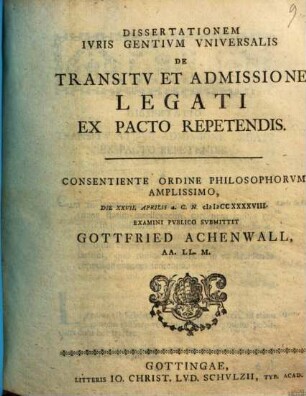 DISSERTATIONEM
IVRIS GENTIVM VNIVERSALIS
DE
TRANSITV ET ADMISSIONE
LEGATI
EX PACTO REPETENDIS.
CONSENTIENTE ORDINE PHILOSOPHORVM
AMPLISSIMO,
DIE XXVII. APRILIS a. C. N. cIɔIɔCCXXXXVIII.
EXAMINI PVBLICO SVBMITTET
GOTTFRIED ACHENWALL,
AA. LL. M.
GOTTINGAE,
LITTERIS IO. CHRIST. LVD. SCHVLZII, TYP. ACAD.